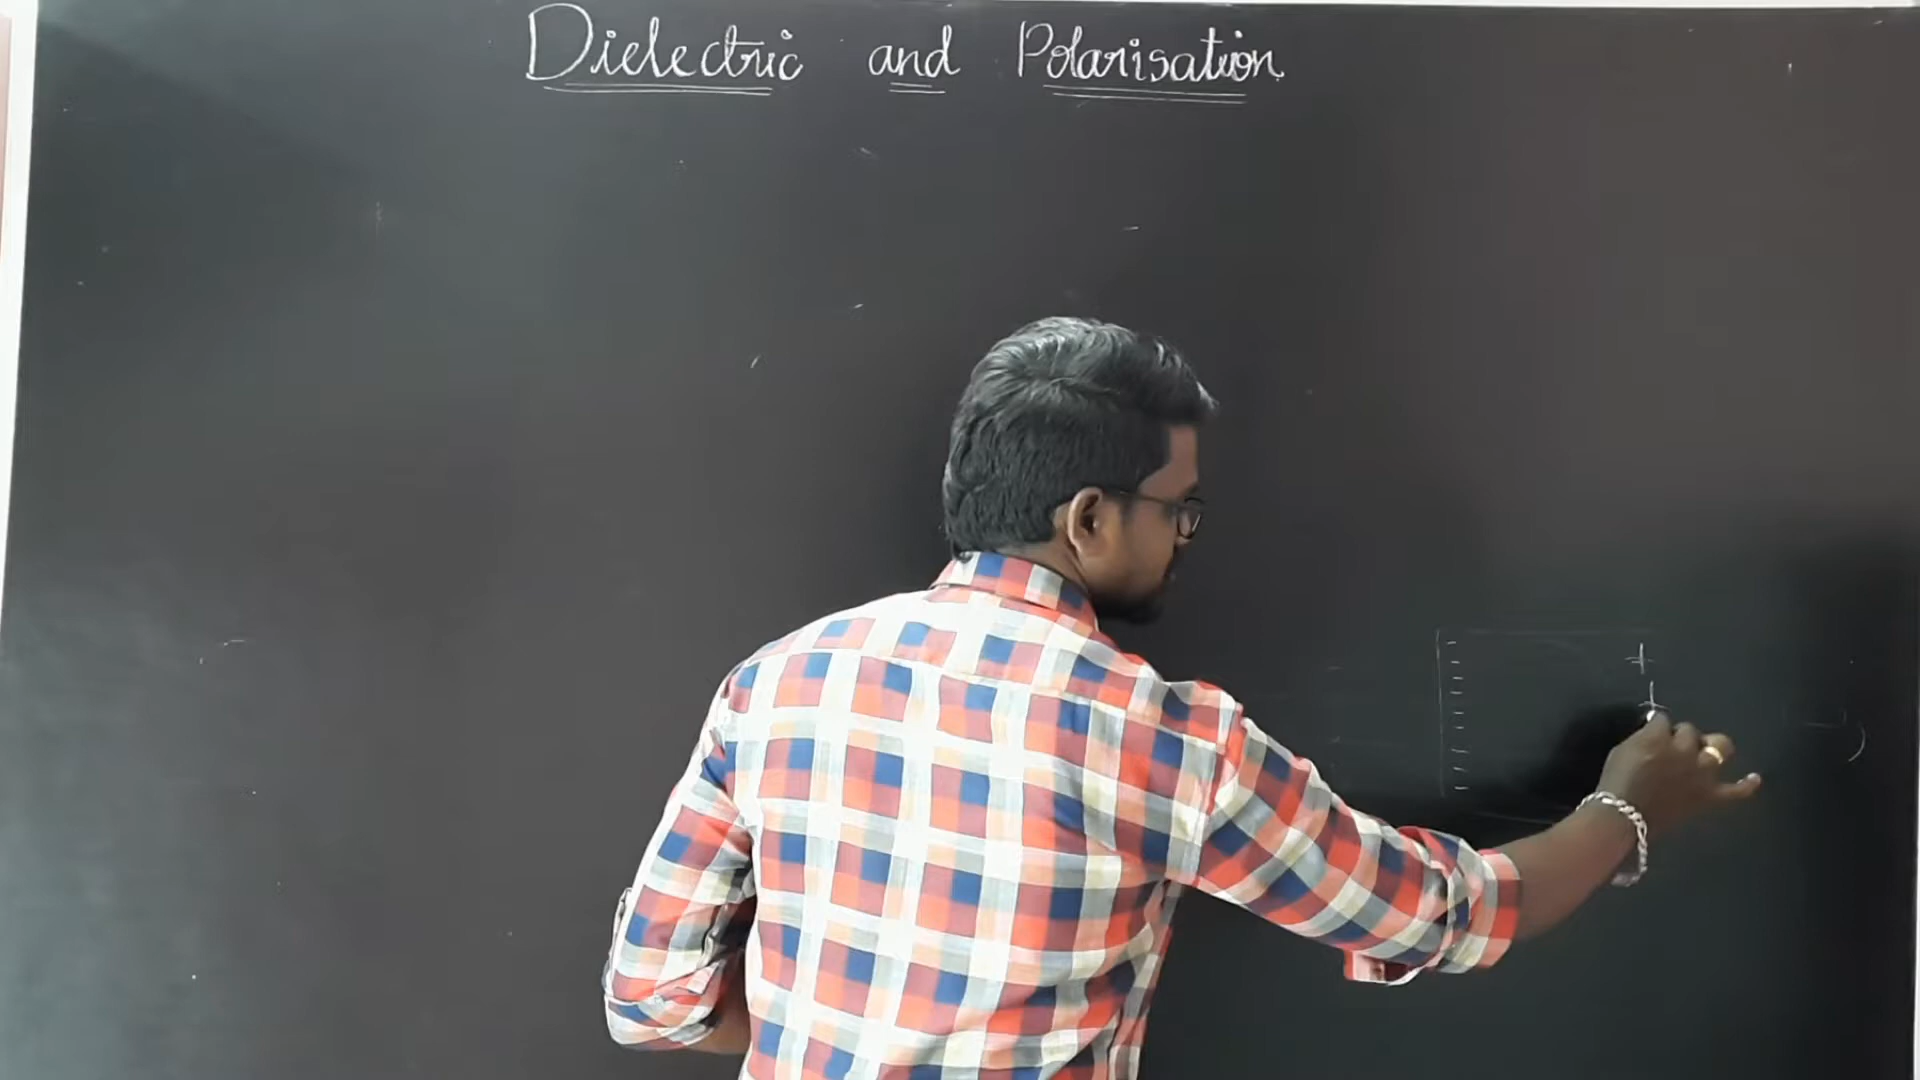 Dielectric and Polarisation
+
+